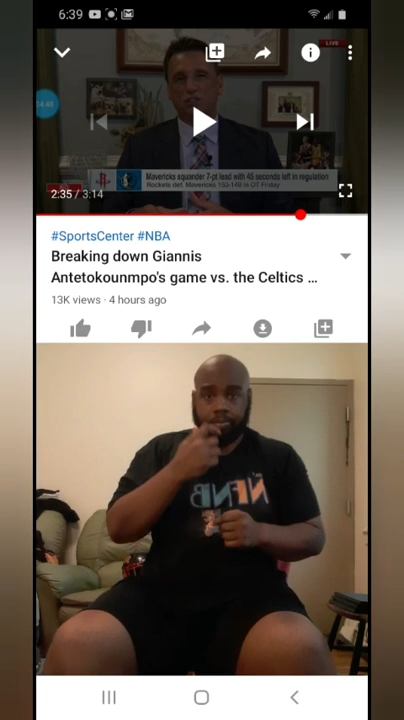 6:39
LIVE
Mavericks squander 7-pt lead with 45 seconds left in regulation
Rockets def. Mavericks 153-149 in OT Friday
2:35 / 3:14
#SportsCenter #NBA
Breaking down Giannis
Antetokounmpo's game vs. the Celtics ...
13K views · 4 hours ago